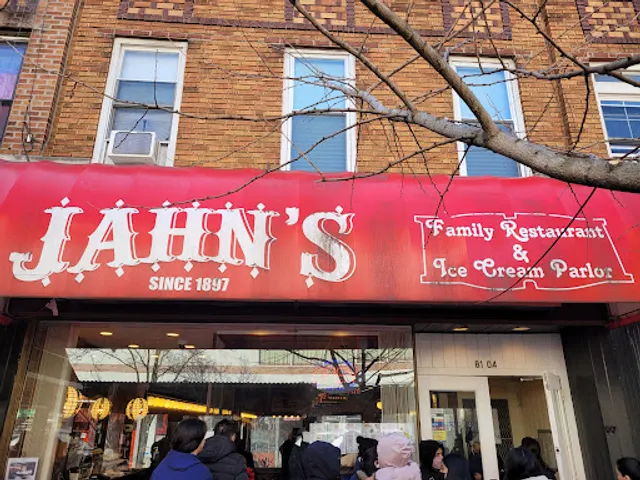 JAHN'S
SINCE 1897
Family Restaurant
&
Ice Cream Parlor
81 04